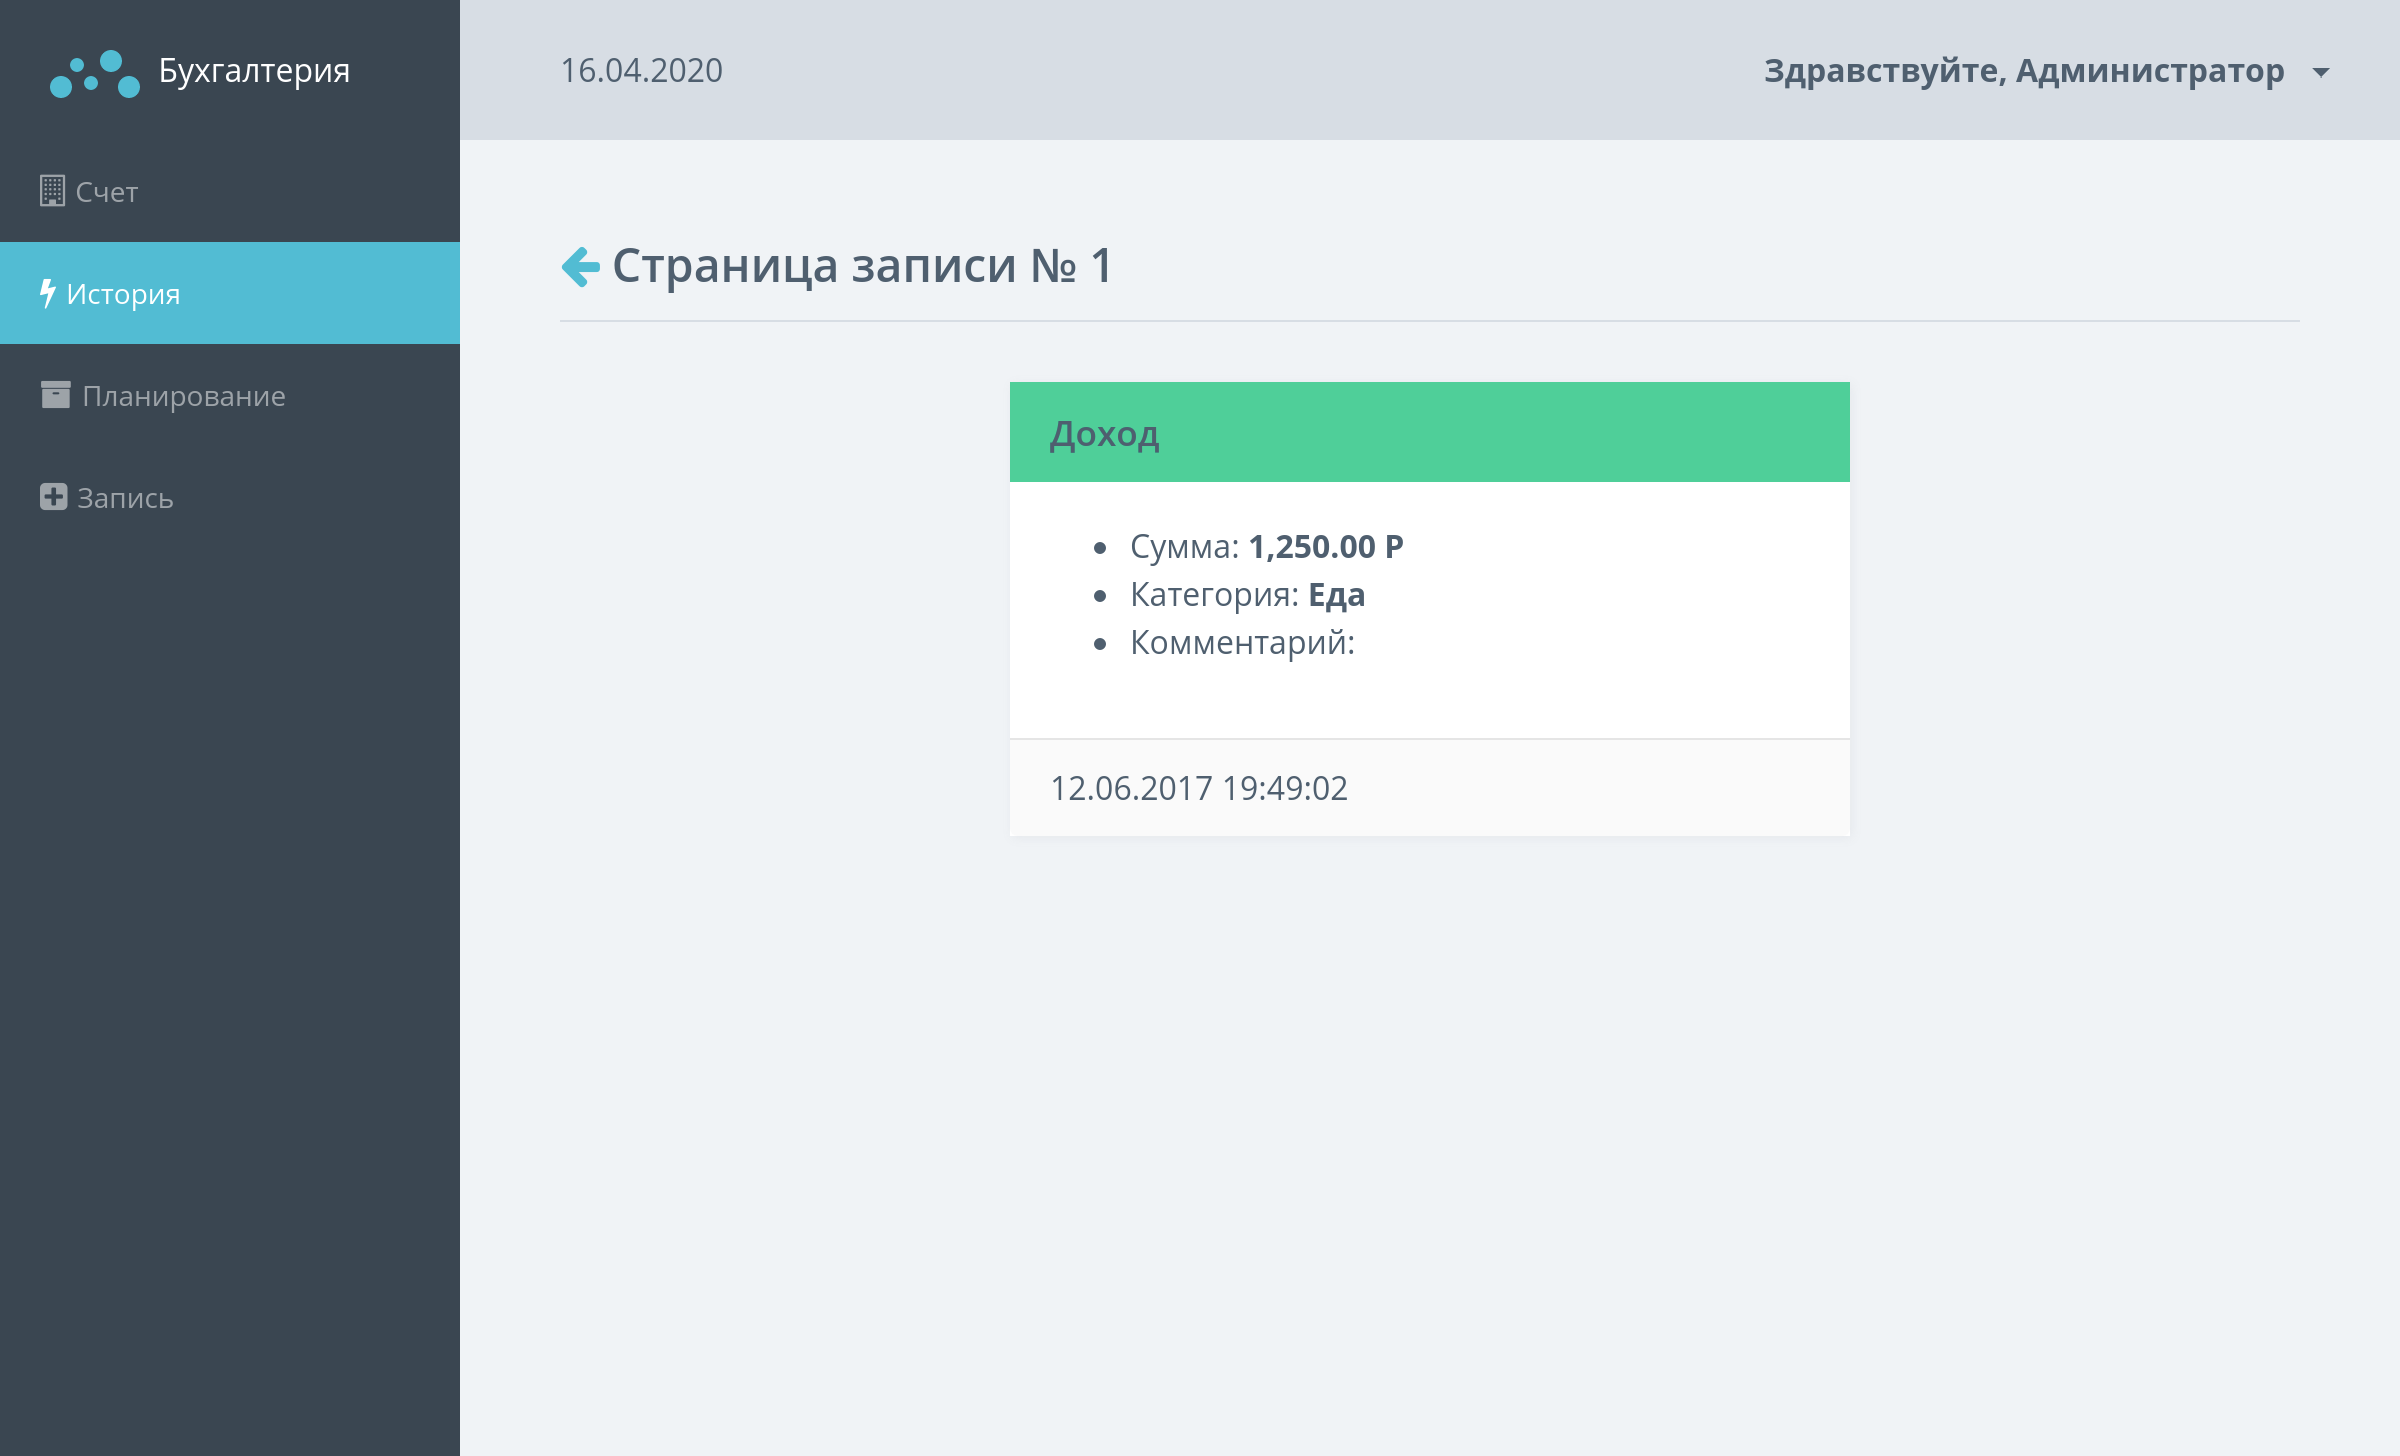 Бухгалтерия
16.04.2020
Здравствуйте, Администратор
Счет
История
Планирование
Запись
Страница записи № 1
Доход
Сумма: 1,250.00 Р
Категория: Еда
Комментарий:
12.06.2017 19:49:02